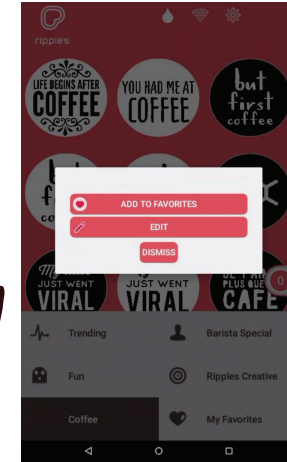 ripples
LIFE BEGINS AFTER
COFFEE
YOU HAD ME AT
COFFEE
but
first
coffee
ADD TO FAVORITES
EDIT
DISMISS
JUST WENT
VIRAL
JUST WENT
VIRAL
PLUS QUE
CAFE
0
Trending
Barista Special
Fun
Ripples Creative
Coffee
My Favorites